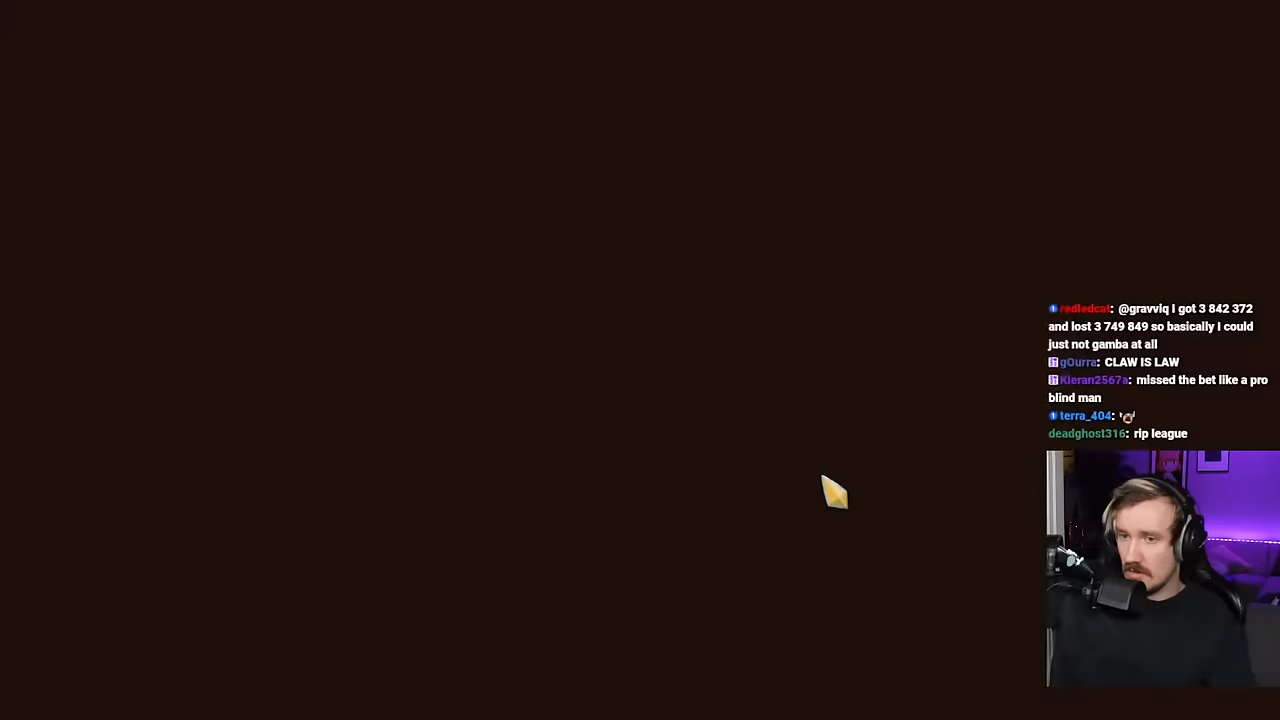 redledcat: @gravviq I got 3 842 372
and lost 3 749 849 so basically I could
just not gamba at all
gOurra: CLAW IS LAW
Kieran2567a: missed the bet like a pro
blind man
terra_404:
deadghost316: rip league